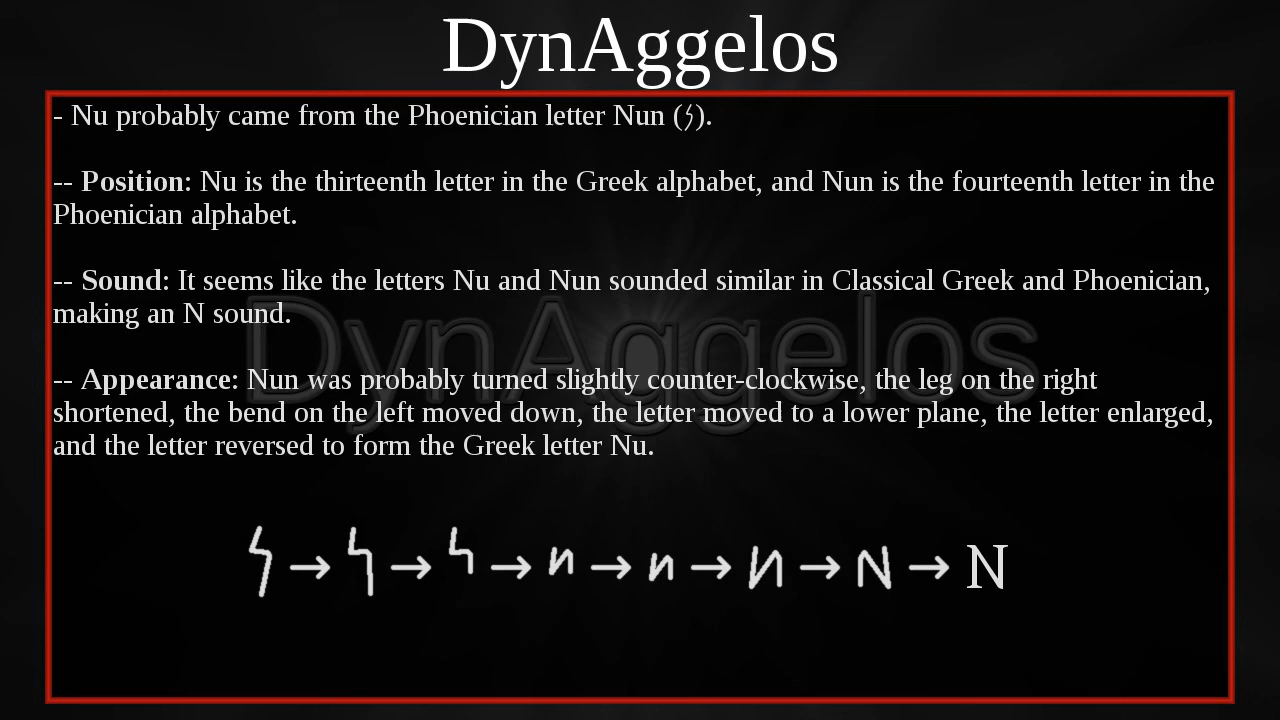 DynAggelos
- Nu probably came from the Phoenician letter Nun (𐤍).
-- Position: Nu is the thirteenth letter in the Greek alphabet, and Nun is the fourteenth letter in the
Phoenician alphabet.
-- Sound: It seems like the letters Nu and Nun sounded similar in Classical Greek and Phoenician,
making an N sound.
DynAggelos
-- Appearance: Nun was probably turned slightly counter-clockwise, the leg on the right
shortened, the bend on the left moved down, the letter moved to a lower plane, the letter enlarged,
and the letter reversed to form the Greek letter Nu.
𐤍 → → → → → → → Ν